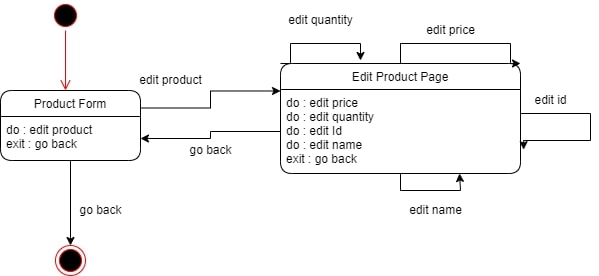 edit quantity
edit price
edit product
Edit Product Page
Product Form
do : edit price
do : edit quantity
do : edit Id
do : edit name
exit : go back
edit id
do : edit product
exit : go back
go back
go back
edit name